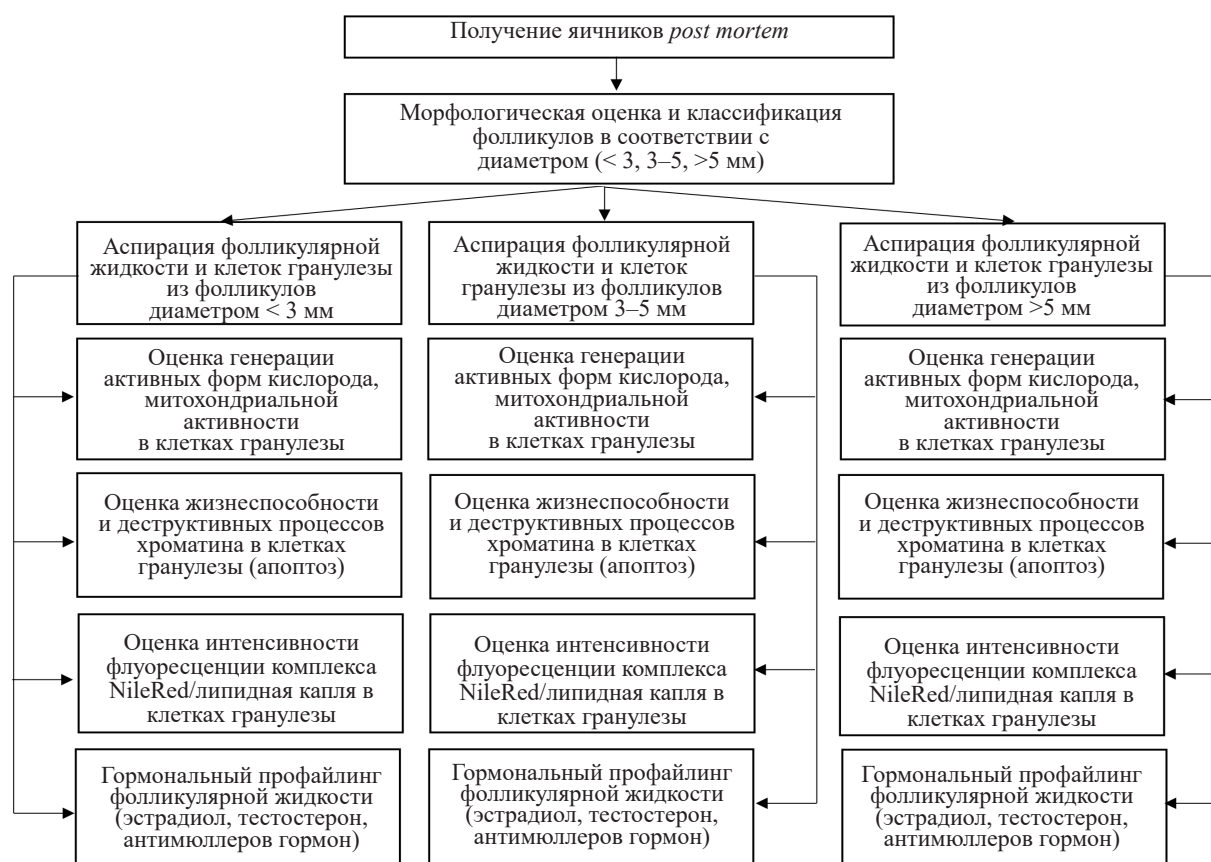 Получение яичников post mortem
Морфологическая оценка и классификация
фолликулов в соответствии с
диаметром (< 3, 3–5, >5 мм)
Аспирация фолликулярной
жидкости и клеток гранулезы
из фолликулов
диаметром < 3 мм
Аспирация фолликулярной
жидкости и клеток
гранулезы из фолликулов
диаметром 3–5 мм
Аспирация фолликулярной
жидкости и клеток гранулезы
из фолликулов
диаметром >5 мм
Оценка генерации
активных форм кислорода,
митохондриальной
активности
в клетках гранулезы
Оценка генерации
активных форм кислорода,
митохондриальной
активности
в клетках гранулезы
Оценка генерации
активных форм кислорода,
митохондриальной
активности
в клетках гранулезы
Оценка жизнеспособности
и деструктивных процессов
хроматина в клетках
гранулезы (апоптоз)
Оценка жизнеспособности
и деструктивных процессов
хроматина в клетках
гранулезы (апоптоз)
Оценка жизнеспособности
и деструктивных процессов
хроматина в клетках
гранулезы (апоптоз)
Оценка интенсивности
флуоресценции комплекса
NileRed/липидная капля в
клетках гранулезы
Оценка интенсивности
флуоресценции комплекса
NileRed/липидная капля в
клетках гранулезы
Оценка интенсивности
флуоресценции комплекса
NileRed/липидная капля в
клетках гранулезы
Гормональный профайлинг
фолликулярной жидкости
(эстрадиол, тестостерон,
антимюллеров гормон)
Гормональный профайлинг
фолликулярной жидкости
(эстрадиол, тестостерон,
антимюллеров гормон)
Гормональный профайлинг
фолликулярной жидкости
(эстрадиол, тестостерон,
антимюллеров гормон)